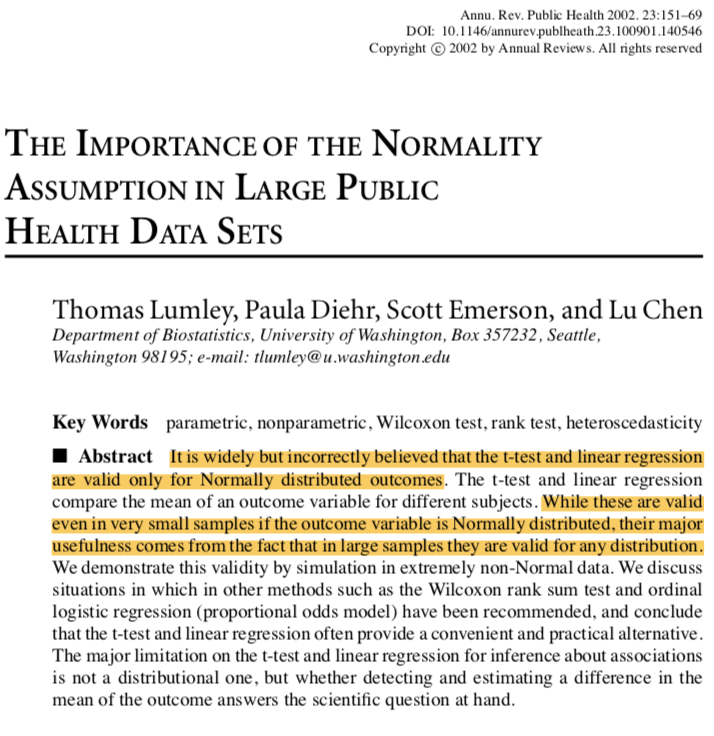 Annu. Rev. Public Health 2002. 23:151–69
DOI: 10.1146/annurev.publheath.23.100901.140546
Copyright © 2002 by Annual Reviews. All rights reserved
THE IMPORTANCE OF THE NORMALITY
ASSUMPTION IN LARGE PUBLIC
HEALTH DATA SETS
Thomas Lumley, Paula Diehr, Scott Emerson, and Lu Chen
Department of Biostatistics, University of Washington, Box 357232, Seattle,
Washington 98195; e-mail: tlumley@u.washington.edu
Key Words parametric, nonparametric, Wilcoxon test, rank test, heteroscedasticity
■ Abstract It is widely but incorrectly believed that the t-test and linear regression
are valid only for Normally distributed outcomes. The t-test and linear regression
compare the mean of an outcome variable for different subjects. While these are valid
even in very small samples if the outcome variable is Normally distributed, their major
usefulness comes from the fact that in large samples they are valid for any distribution.
We demonstrate this validity by simulation in extremely non-Normal data. We discuss
situations in which in other methods such as the Wilcoxon rank sum test and ordinal
logistic regression (proportional odds model) have been recommended, and conclude
that the t-test and linear regression often provide a convenient and practical alternative.
The major limitation on the t-test and linear regression for inference about associations
is not a distributional one, but whether detecting and estimating a difference in the
mean of the outcome answers the scientific question at hand.